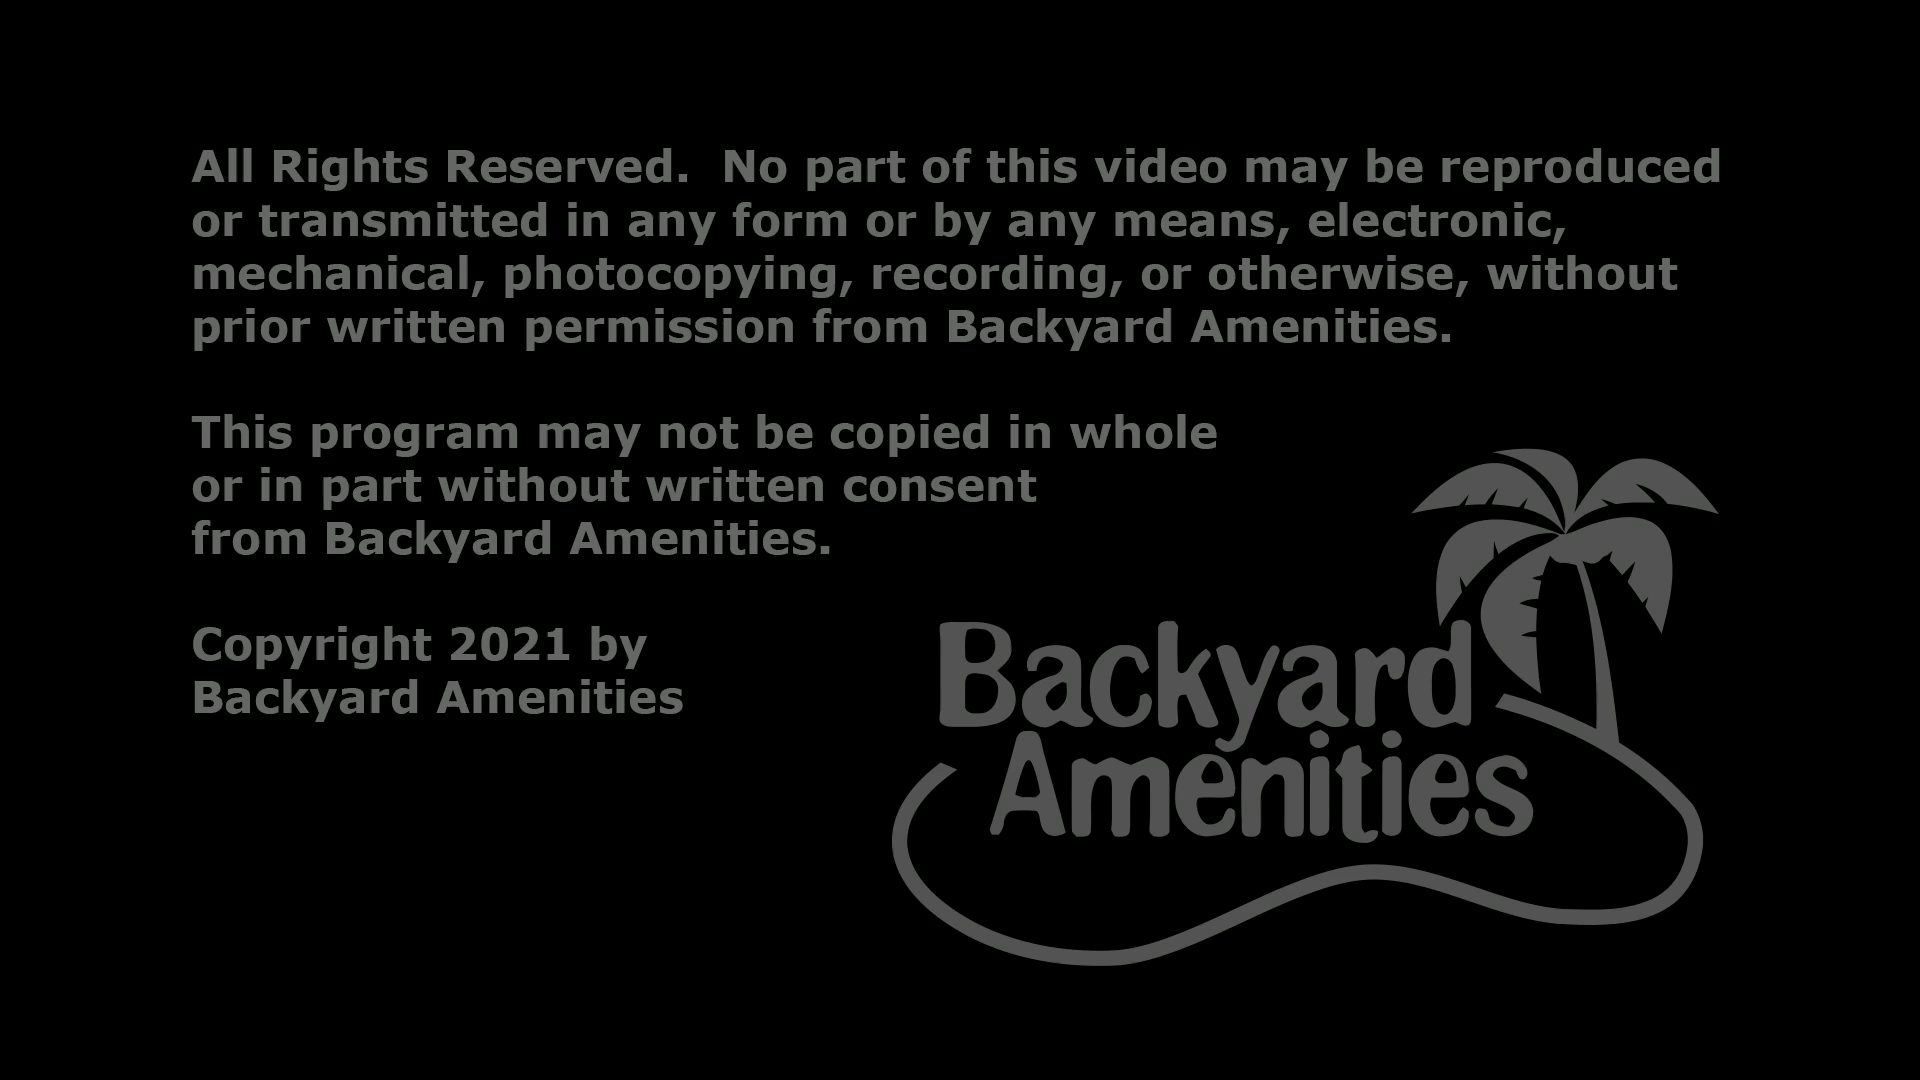 All Rights Reserved.  No part of this video may be reproduced
or transmitted in any form or by any means, electronic,
mechanical, photocopying, recording, or otherwise, without
prior written permission from Backyard Amenities.
This program may not be copied in whole
or in part without written consent
from Backyard Amenities.
Copyright 2021 by
Backyard Amenities
Backyard
Amenities